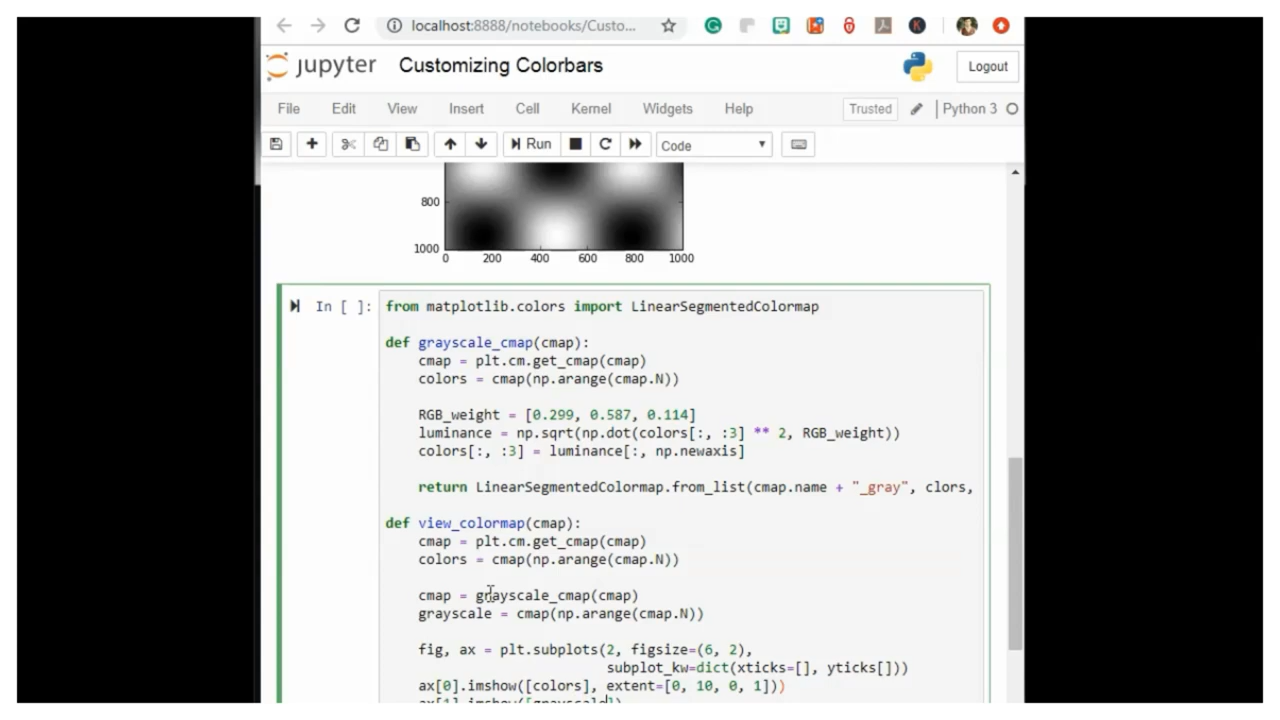 localhost:8888/notebooks/Custo...
jupyter Customizing Colorbars Logout
File Edit View Insert Cell Kernel Widgets Help Trusted Python 3
Run Code
800
1000
0 200 400 600 800 1000
In [ ]: from matplotlib.colors import LinearSegmentedColormap
def grayscale_cmap(cmap):
cmap = plt.cm.get_cmap(cmap)
colors = cmap(np.arange(cmap.N))
RGB_weight = [0.299, 0.587, 0.114]
luminance = np.sqrt(np.dot(colors[:, :3] ** 2, RGB_weight))
colors[:, :3] = luminance[:, np.newaxis]
return LinearSegmentedColormap.from_list(cmap.name + "_gray", clors,
def view_colormap(cmap):
cmap = plt.cm.get_cmap(cmap)
colors = cmap(np.arange(cmap.N))
cmap = grayscale_cmap(cmap)
grayscale = cmap(np.arange(cmap.N))
fig, ax = plt.subplots(2, figsize=(6, 2),
subplot_kw=dict(xticks=[], yticks[]))
ax[0].imshow([colors], extent=[0, 10, 0, 1]))
ax[1].imshow([grayscale])